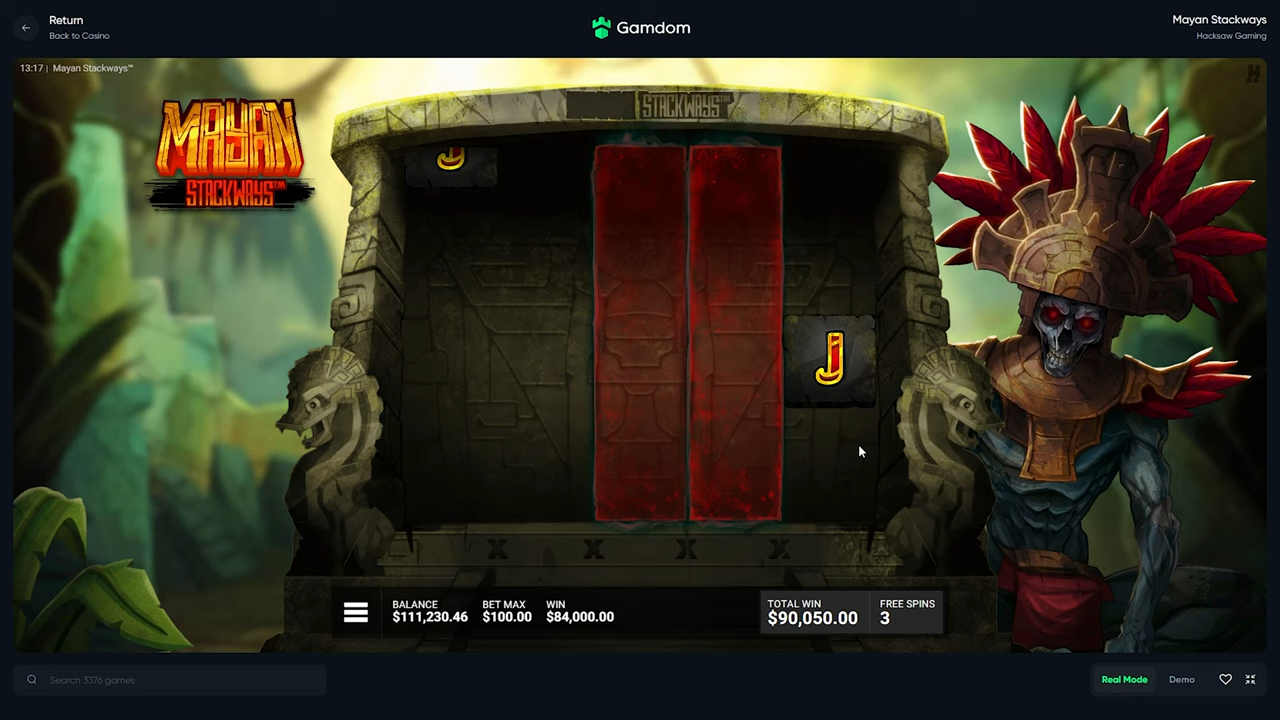 Return
Back to Casino
Gamdom
Mayan Stackways
Hacksaw Gaming
13:17 | Mayan Stackways™
MAYAN
STACKWAYS™
STACKWAYS™
J
J
X X X X
BALANCE
$111,230.46
BET MAX
$100.00
WIN
$84,000.00
TOTAL WIN
$90,050.00
FREE SPINS
3
Search 3376 games
Real Mode
Demo